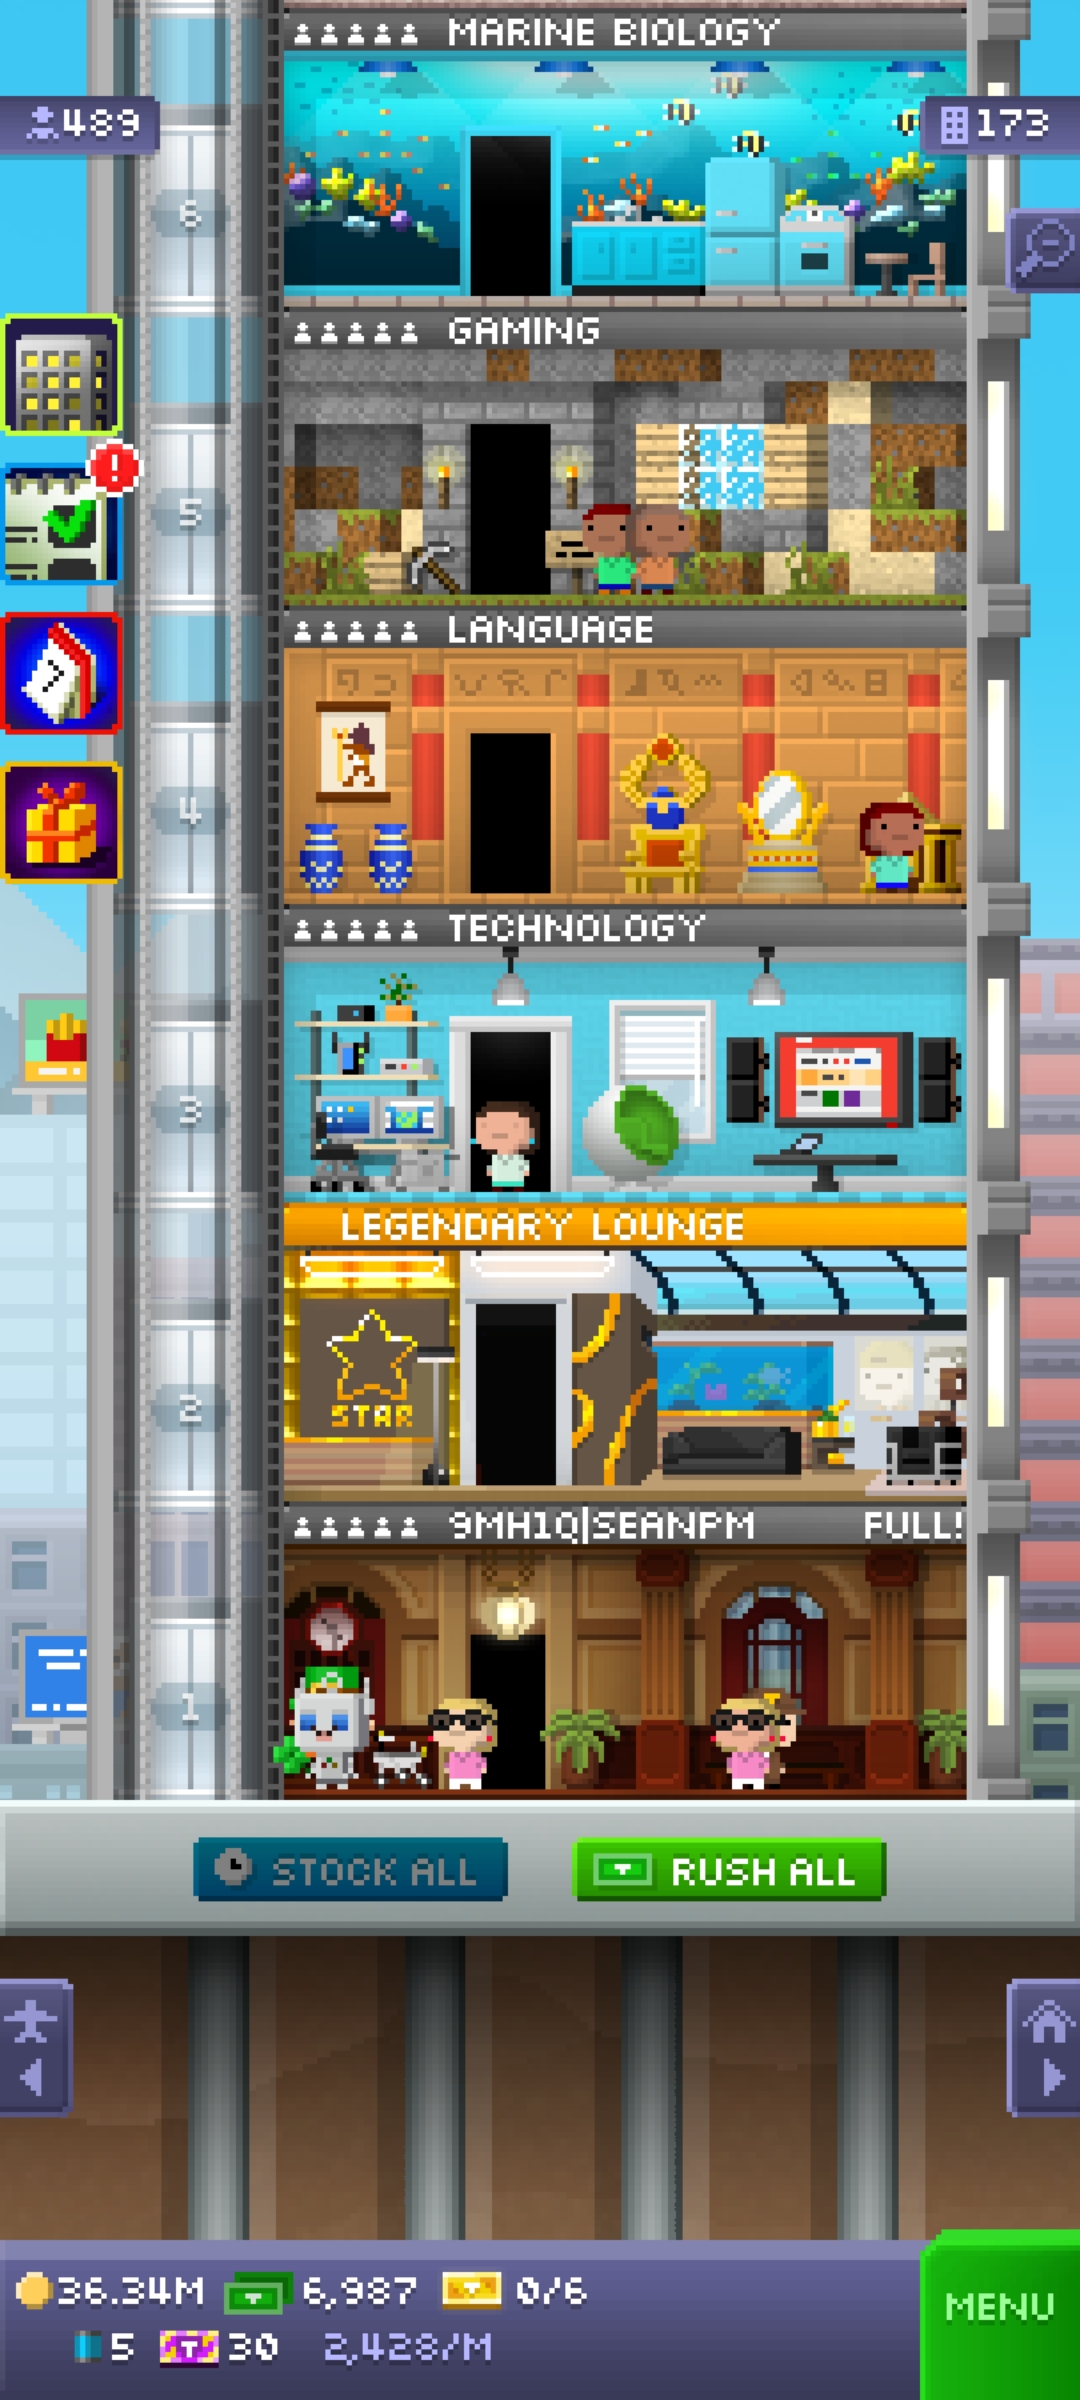 MARINE BIOLOGY
489
173
6
GAMING
5
LANGUAGE
4
TECHNOLOGY
3
LEGENDARY LOUNGE
STAR
2
9MH1Q|SEANPM FULL!
1
STOCK ALL
RUSH ALL
36.34M 6,987 0/6
5 30 2,428/M
MENU